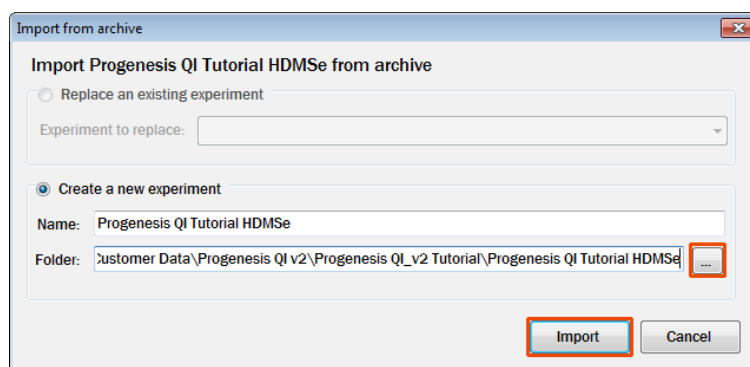 Import from archive
Import Progenesis QI Tutorial HDMSe from archive
Replace an existing experiment
Experiment to replace:
Create a new experiment
Name: Progenesis QI Tutorial HDMSe
Folder: Customer Data\Progenesis QI v2\Progenesis QI_v2 Tutorial\Progenesis QI Tutorial HDMSe ...
Import Cancel